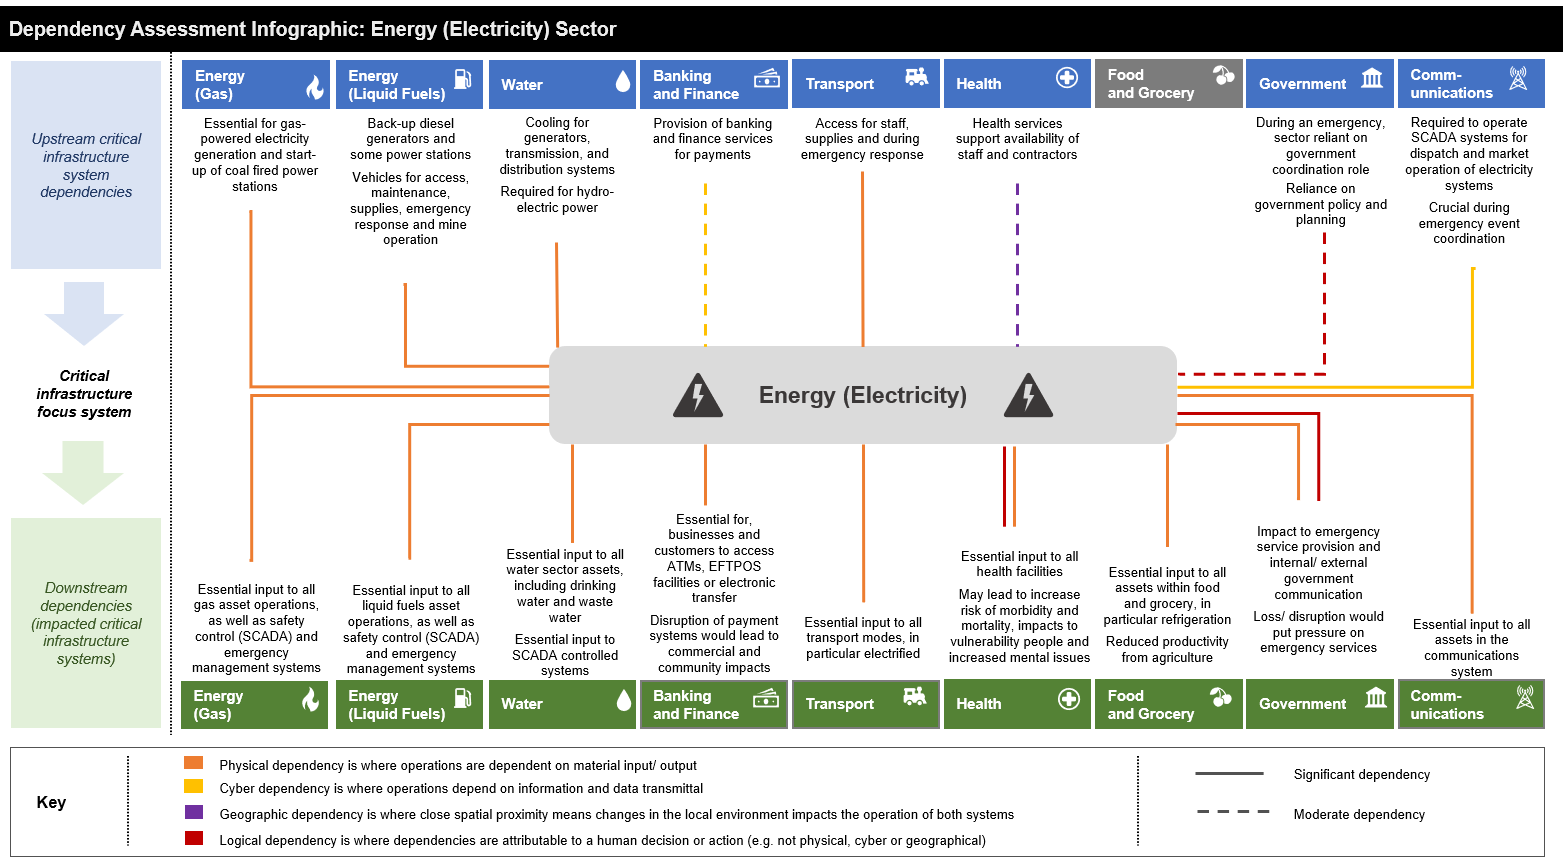 Dependency Assessment Infographic: Energy (Electricity) Sector
Upstream critical
infrastructure
system
dependencies
Critical
infrastructure
focus system
Downstream
dependencies
(impacted critical
infrastructure
systems)
Energy
(Gas)
Essential for gas-
powered electricity
generation and start-
up of coal fired power
stations
Energy
(Liquid Fuels)
Back-up diesel
generators and
some power stations
Vehicles for access,
maintenance,
supplies, emergency
response and mine
operation
Water
Cooling for
generators,
transmission, and
distribution systems
Required for hydro-
electric power
Banking
and Finance
Provision of banking
and finance services
for payments
Transport
Access for staff,
supplies and during
emergency response
Health
Health services
support availability of
staff and contractors
Food
and Grocery
Government
During an emergency,
sector reliant on
government
coordination role
Reliance on
government policy and
planning
Comm-
unnications
Required to operate
SCADA systems for
dispatch and market
operation of electricity
systems
Crucial during
emergency event
coordination
Energy (Electricity)
Essential input to all
gas asset operations,
as well as safety
control (SCADA) and
emergency
management systems
Energy
(Gas)
Essential input to all
liquid fuels asset
operations, as well as
safety control (SCADA)
and emergency
management systems
Energy
(Liquid Fuels)
Essential input to all
water sector assets,
including drinking
water and waste
water
Essential input to
SCADA controlled
systems
Water
Essential for,
businesses and
customers to access
ATMs, EFTPOS
facilities or electronic
transfer
Disruption of payment
systems would lead to
commercial and
community impacts
Banking
and Finance
Essential input to all
transport modes, in
particular electrified
Transport
Essential input to all
health facilities
May lead to increase
risk of morbidity and
mortality, impacts to
vulnerability people and
increased mental issues
Health
Essential input to all
assets within food
and grocery, in
particular refrigeration
Reduced productivity
from agriculture
Food
and Grocery
Impact to emergency
service provision and
internal/ external
government
communication
Loss/ disruption would
put pressure on
emergency services
Government
Essential input to all
assets in the
communications
system
Comm-
unications
Key
Physical dependency is where operations are dependent on material input/ output
Cyber dependency is where operations depend on information and data transmittal
Geographic dependency is where close spatial proximity means changes in the local environment impacts the operation of both systems
Logical dependency is where dependencies are attributable to a human decision or action (e.g. not physical, cyber or geographical)
Significant dependency
Moderate dependency